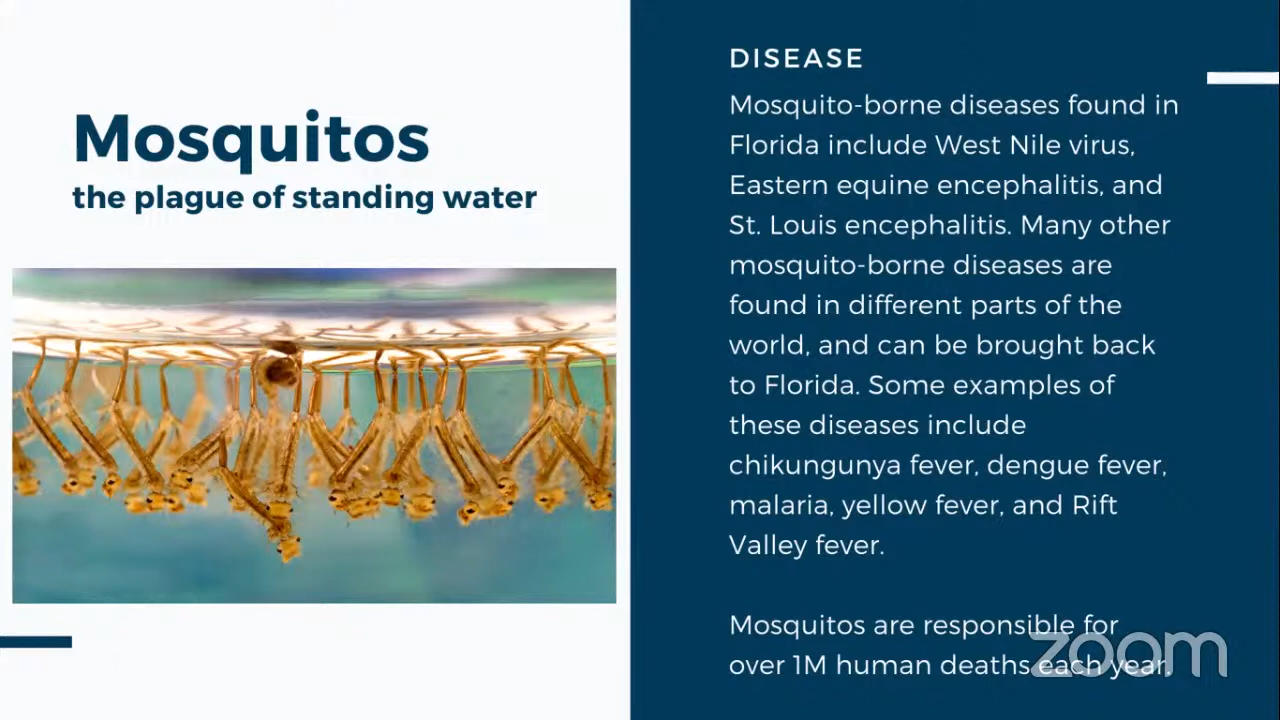 Mosquitos
the plague of standing water
DISEASE
Mosquito-borne diseases found in
Florida include West Nile virus,
Eastern equine encephalitis, and
St. Louis encephalitis. Many other
mosquito-borne diseases are
found in different parts of the
world, and can be brought back
to Florida. Some examples of
these diseases include
chikungunya fever, dengue fever,
malaria, yellow fever, and Rift
Valley fever.
Mosquitos are responsible for
over 1M human deaths each year.
zoom